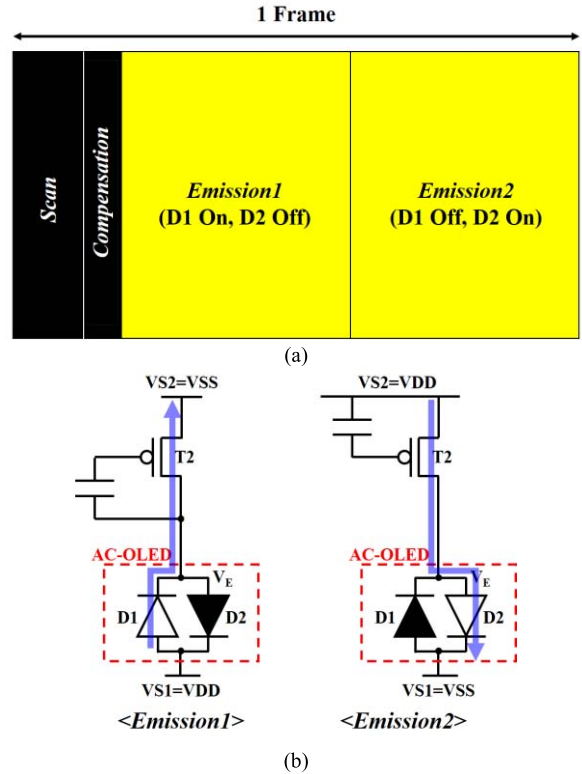 1 Frame
Scan
Compensation
Emission1
(D1 On, D2 Off)
Emission2
(D1 Off, D2 On)
(a)
VS2=VSS
T2
AC-OLED
VE
D1
D2
VS1=VDD
<Emission1>
VS2=VDD
T2
AC-OLED
VE
D1
D2
VS1=VSS
<Emission2>
(b)